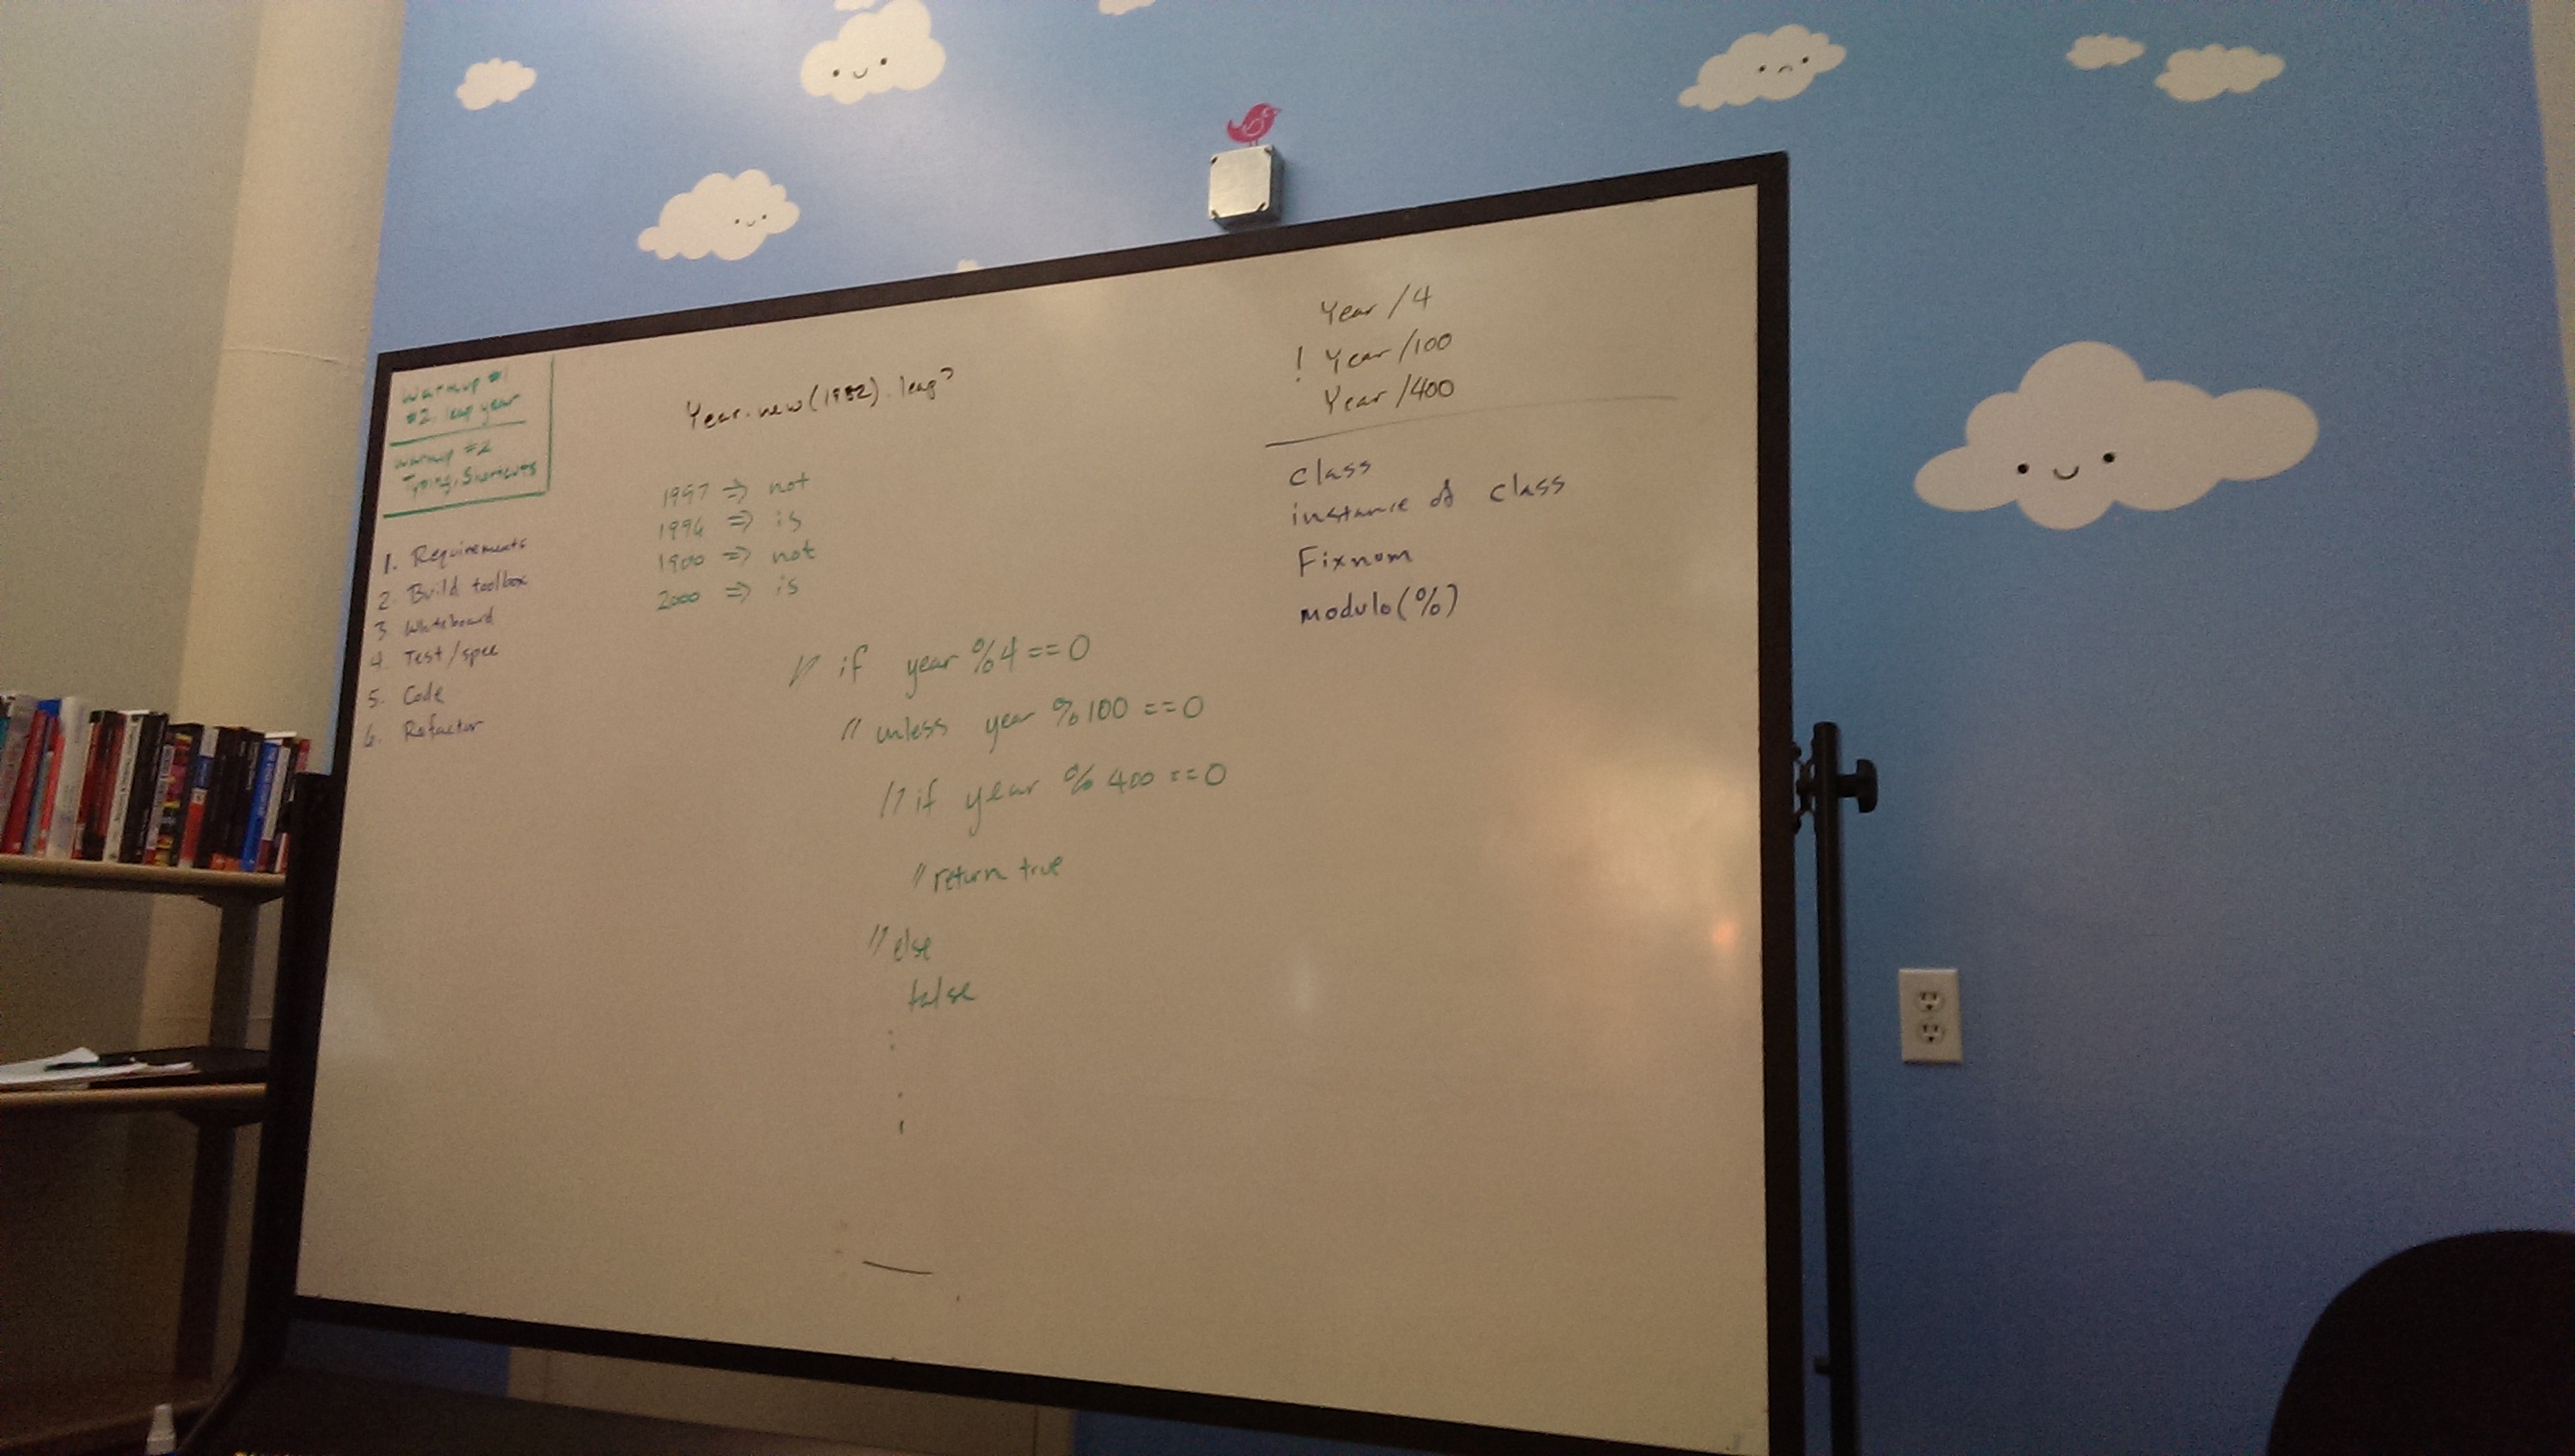 Warmup #1
#2. leap year
Warmup #2
Typing, Shortcuts
1. Requirements
2. Build toolbox
3 Whiteboard
4. Test/spec
5. Code
6. Refactor
Year.new(1982).leap?
1997 => not
1996 => is
1900 => not
2000 => is
// if year %4 == 0
// unless year % 100 == 0
// if year % 400 == 0
// return true
// else
false
Year /4
! Year /100
Year /400
class
instance of class
Fixnum
modulo(%)